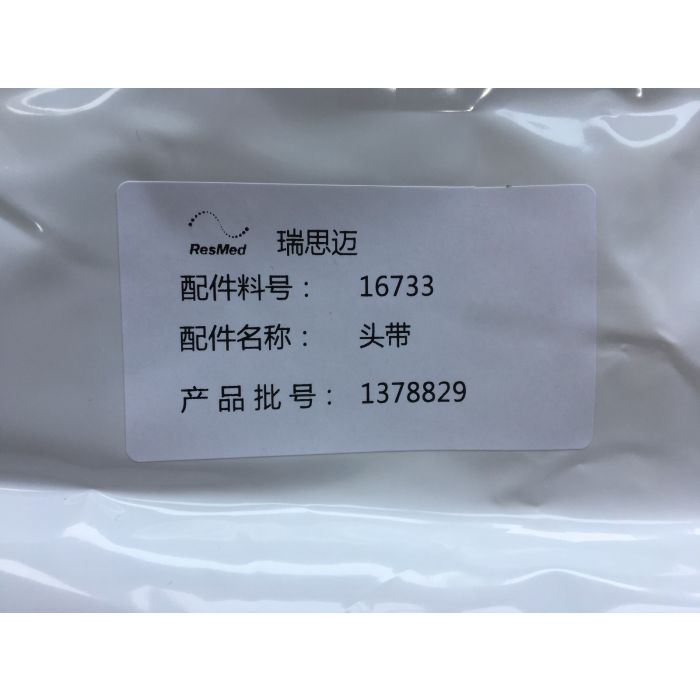 ResMed 瑞思迈
配件料号： 16733
配件名称： 头带
产品批号： 1378829